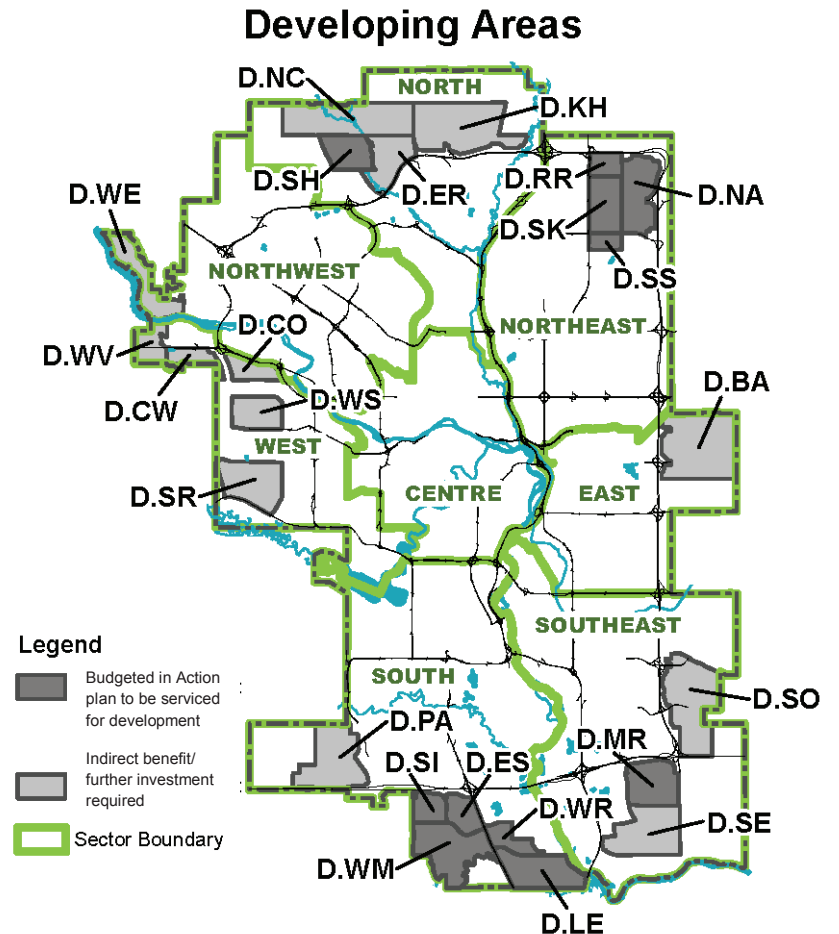 Developing Areas
D.NC
NORTH
D.KH
D.SH
D.ER
D.RR
D.NA
D.WE
D.SK
D.SS
NORTHWEST
NORTHEAST
D.CO
D.WV
D.BA
D.CW
D.WS
WEST
D.SR
CENTRE
EAST
SOUTHEAST
Legend
Budgeted in Action
plan to be serviced
for development
SOUTH
D.SO
D.PA
D.MR
Indirect benefit/
further investment
required
D.SI
D.ES
D.WR
D.SE
Sector Boundary
D.WM
D.LE